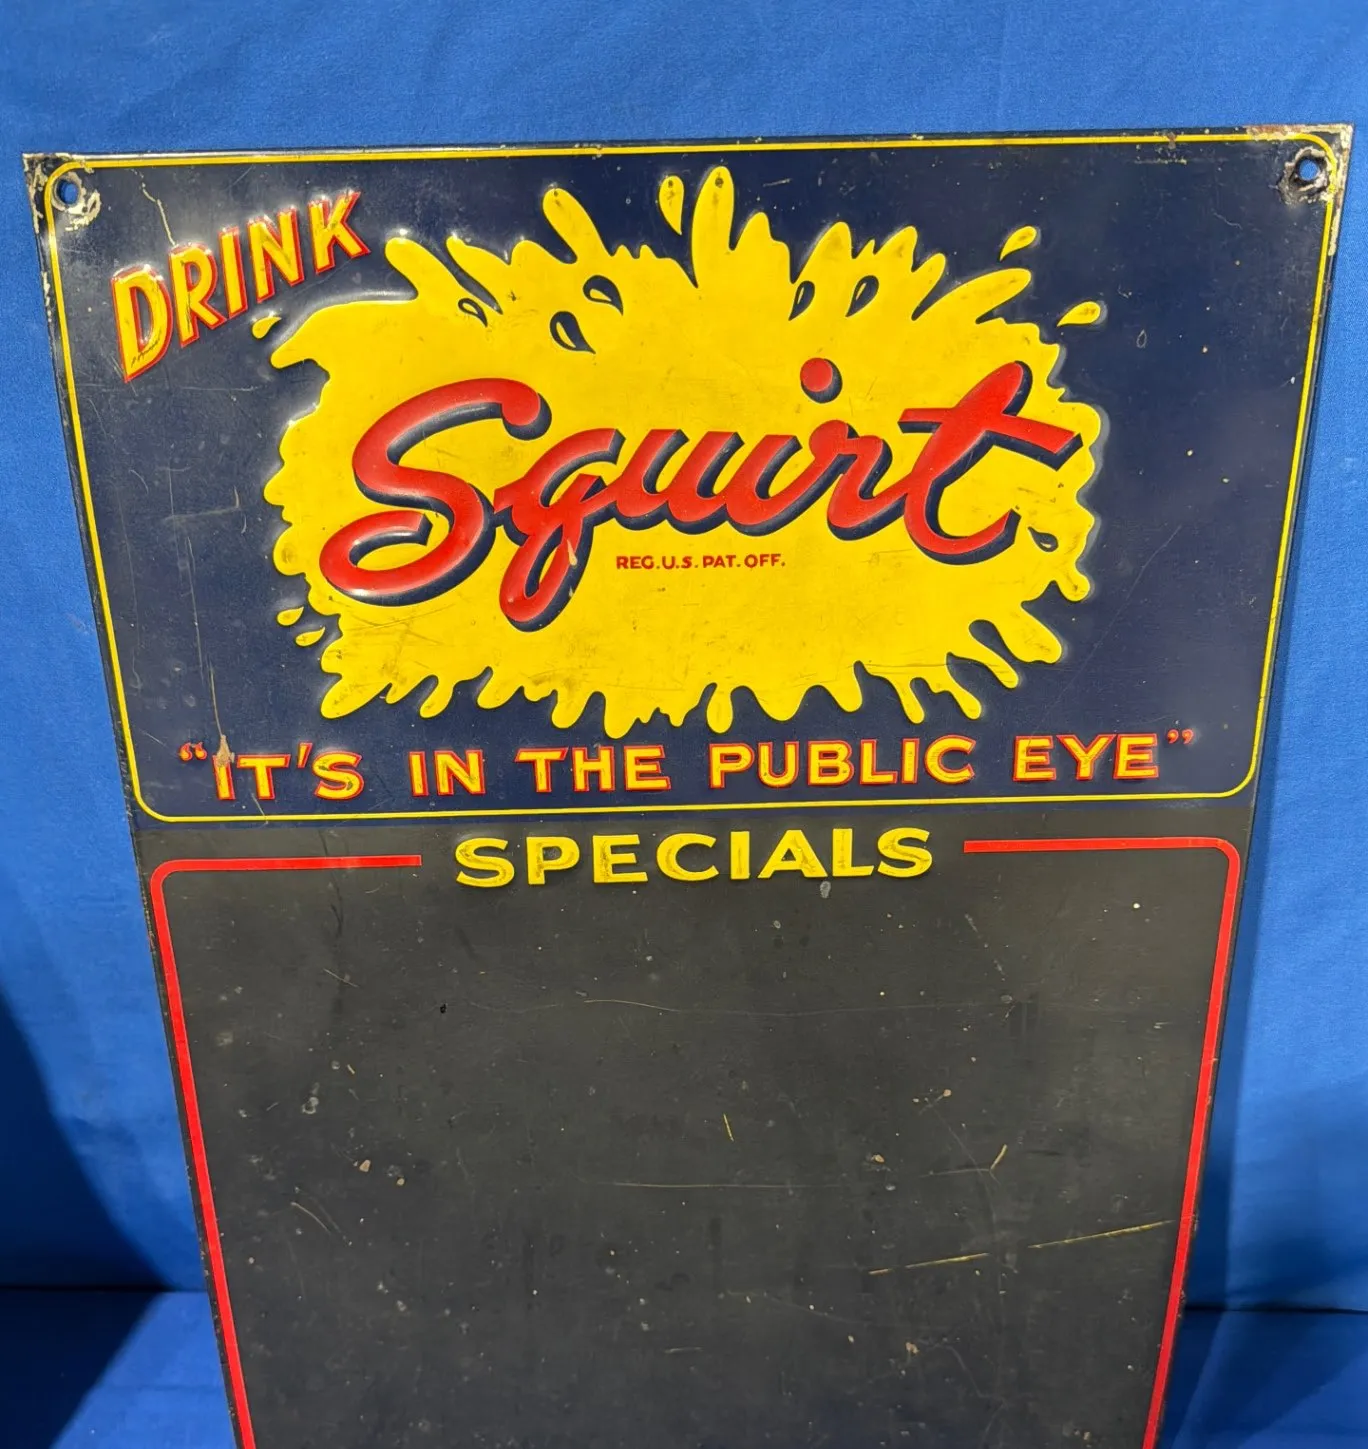 DRINK
Squirt
REG.U.S.PAT.OFF.
"IT'S IN THE PUBLIC EYE"
SPECIALS